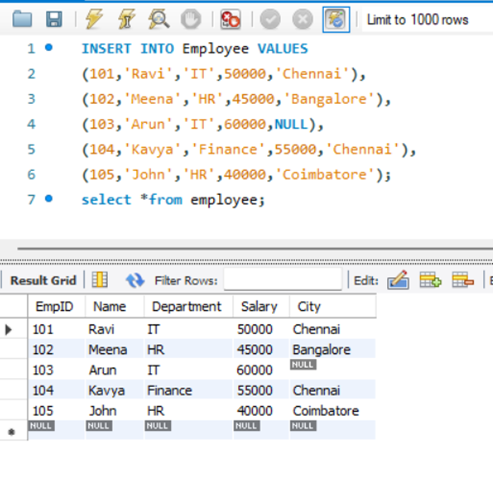 Limit to 1000 rows
1 INSERT INTO Employee VALUES
2 (101,'Ravi','IT',50000,'Chennai'),
3 (102,'Meena','HR',45000,'Bangalore'),
4 (103,'Arun','IT',60000,NULL),
5 (104,'Kavya','Finance',55000,'Chennai'),
6 (105,'John','HR',40000,'Coimbatore');
7 select *from employee;
Result Grid Filter Rows: Edit:
EmpID Name Department Salary City
101 Ravi IT 50000 Chennai
102 Meena HR 45000 Bangalore
103 Arun IT 60000 NULL
104 Kavya Finance 55000 Chennai
105 John HR 40000 Coimbatore
NULL NULL NULL NULL NULL